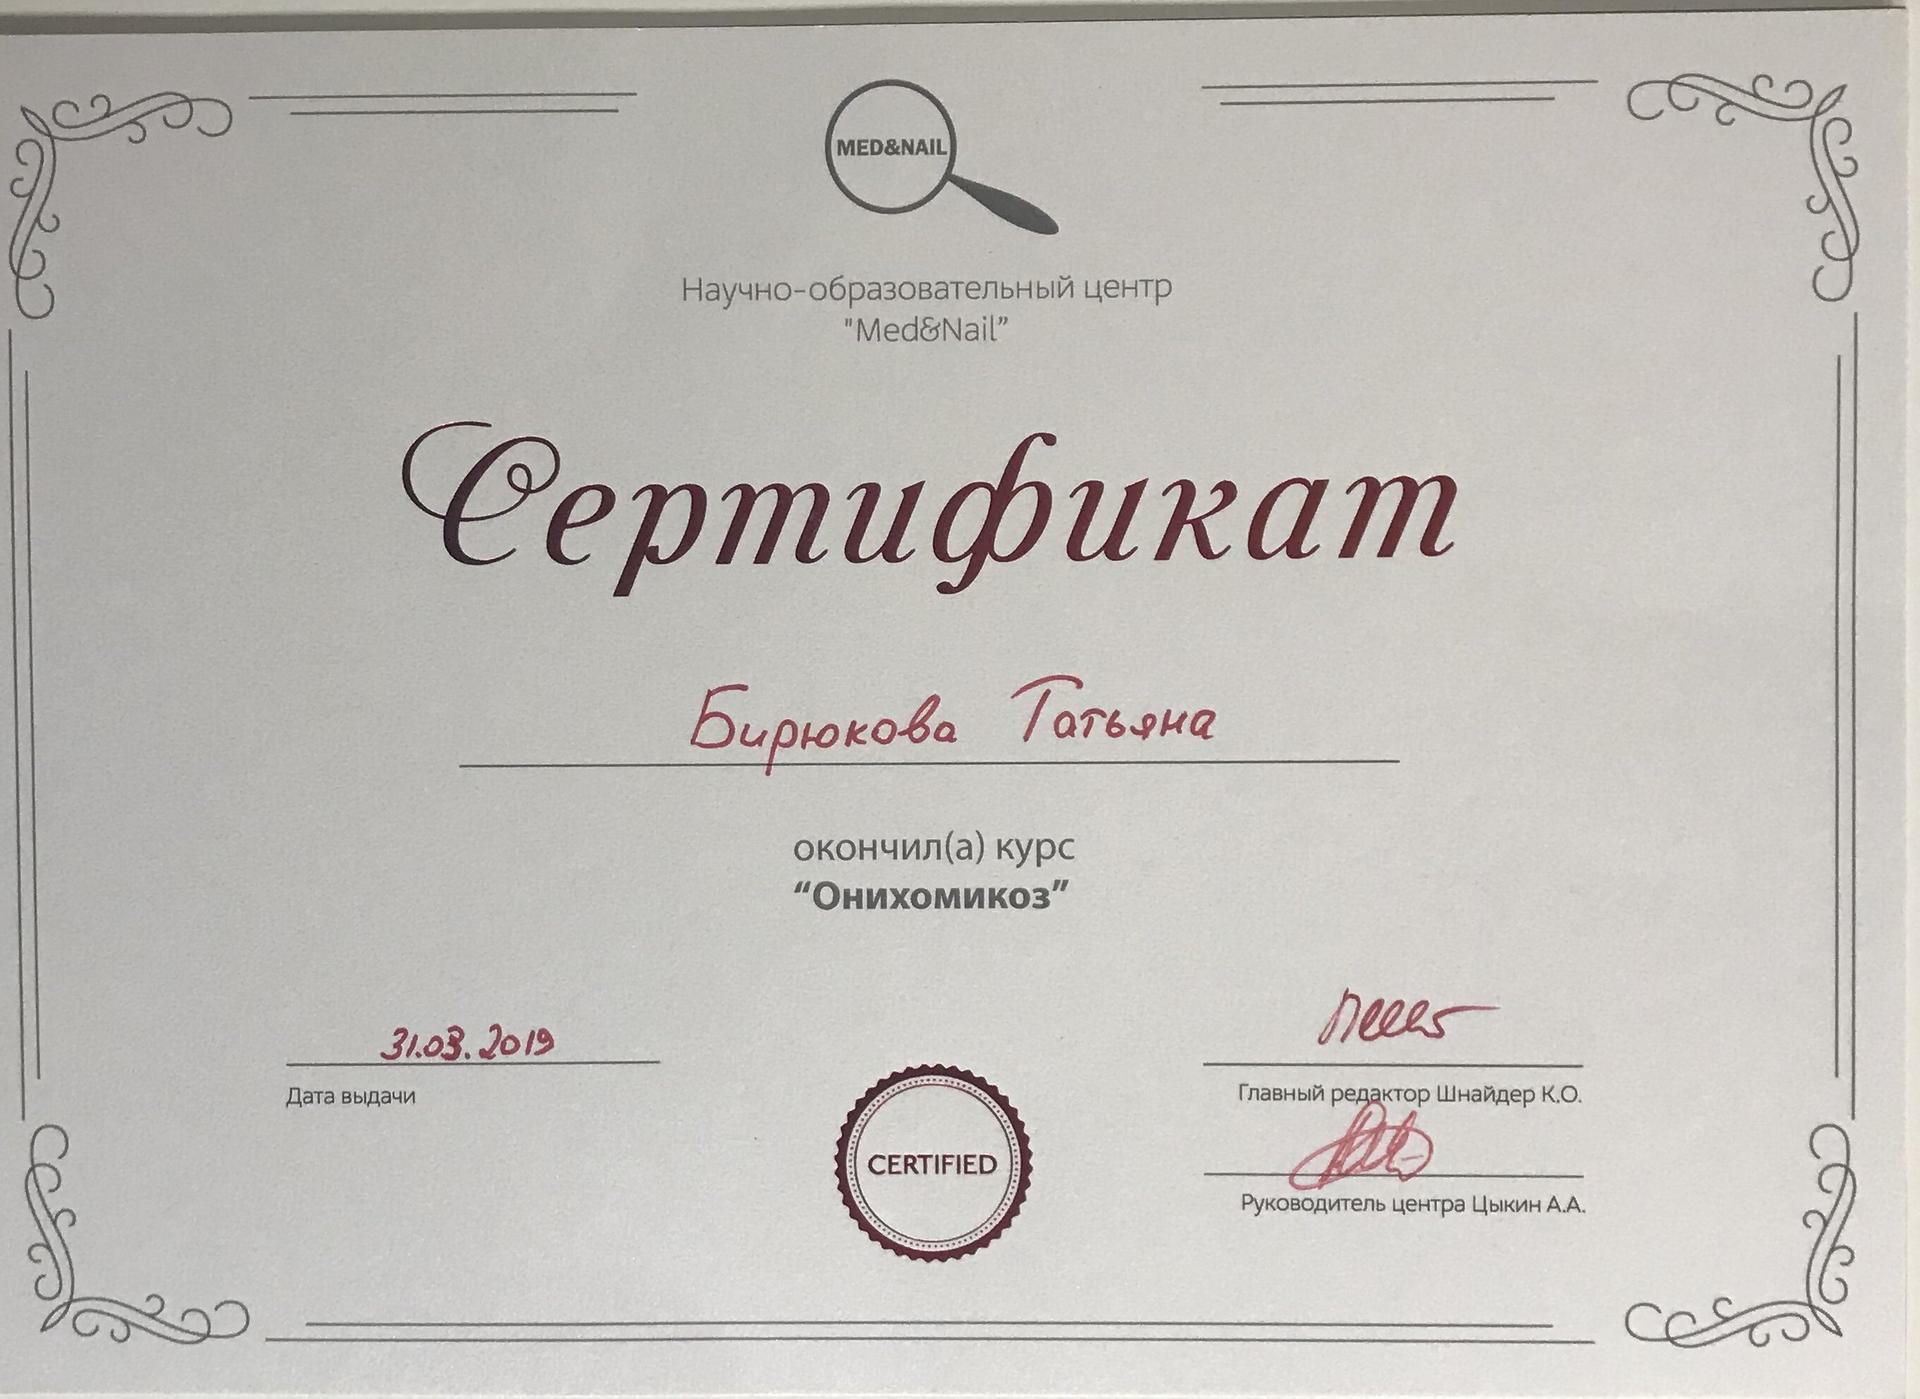 MED&NAIL
Научно-образовательный центр
"Med&Nail”
Сертификат
Бирюкова Татьяна
окончил(а) курс
“Онихомикоз”
31.03.2019
Дата выдачи
CERTIFIED
Главный редактор Шнайдер К.О.
Руководитель центра Цыкин А.А.